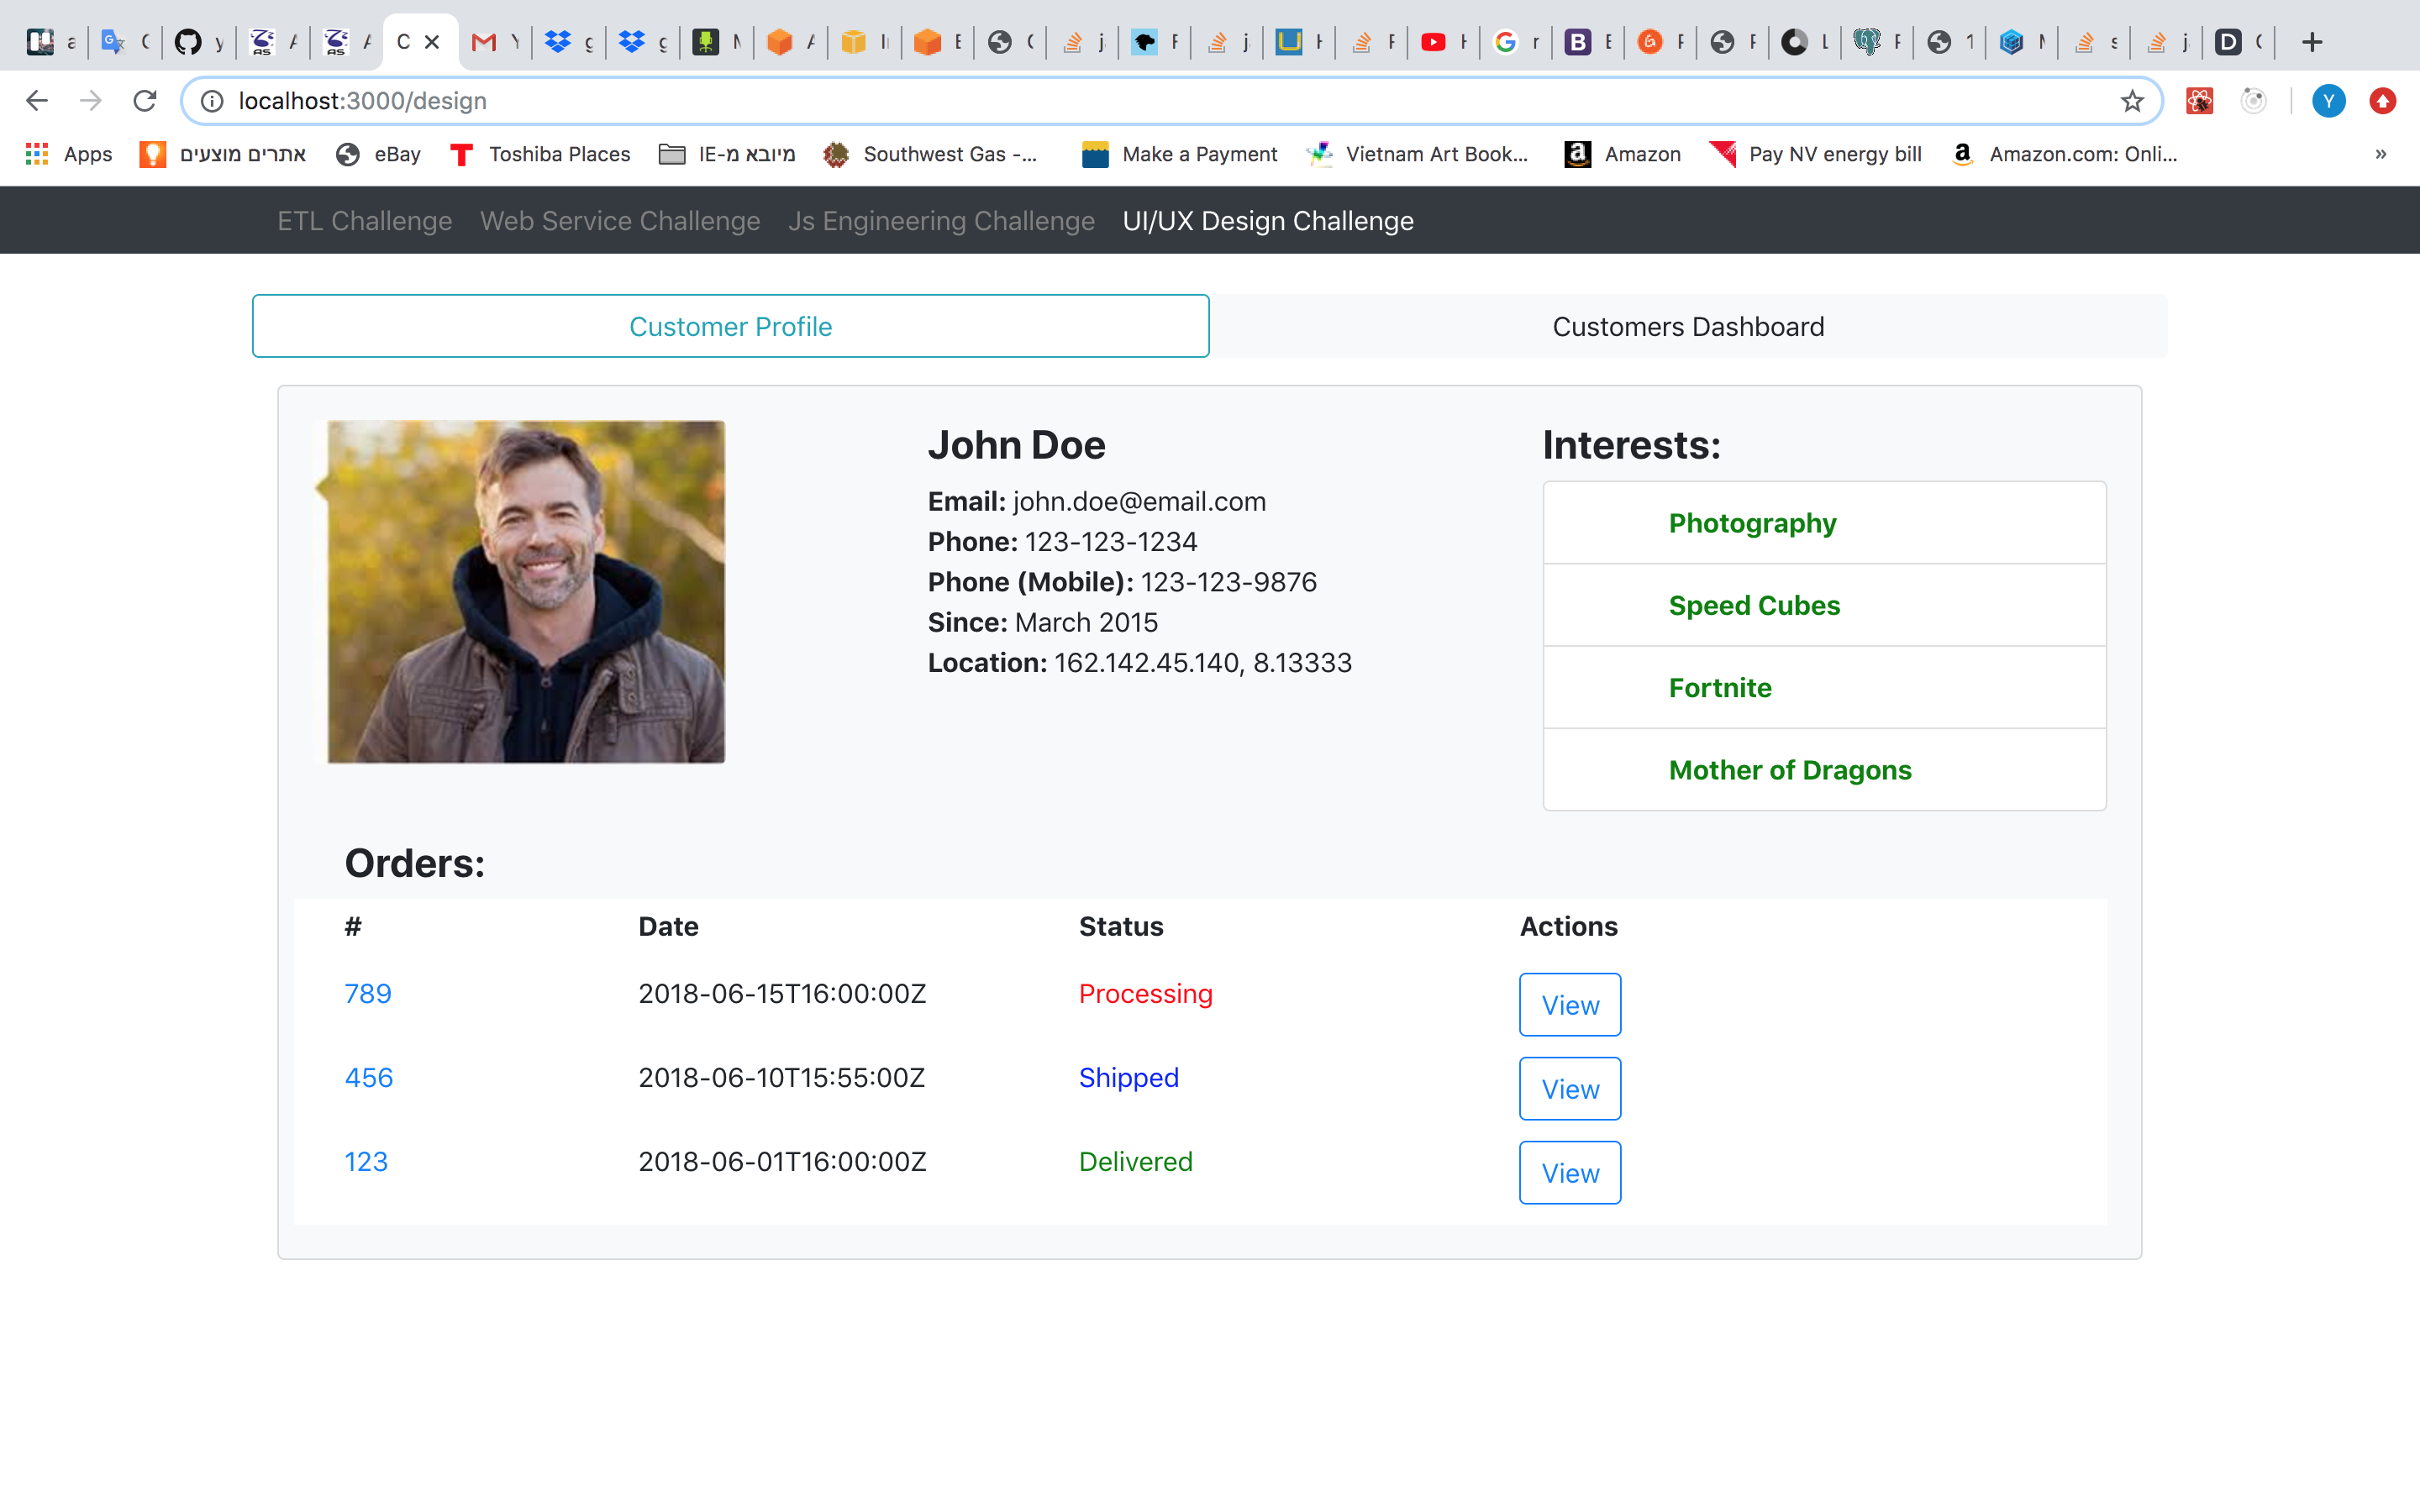 localhost:3000/design
Apps אתרים מוצעים eBay Toshiba Places מיובא מ-IE Southwest Gas -... Make a Payment Vietnam Art Book... Amazon Pay NV energy bill Amazon.com: Onli... »
ETL Challenge Web Service Challenge Js Engineering Challenge UI/UX Design Challenge
Customer Profile Customers Dashboard
John Doe
Email: john.doe@email.com
Phone: 123-123-1234
Phone (Mobile): 123-123-9876
Since: March 2015
Location: 162.142.45.140, 8.13333
Interests:
Photography
Speed Cubes
Fortnite
Mother of Dragons
Orders:
# Date Status Actions
789 2018-06-15T16:00:00Z Processing View
456 2018-06-10T15:55:00Z Shipped View
123 2018-06-01T16:00:00Z Delivered View